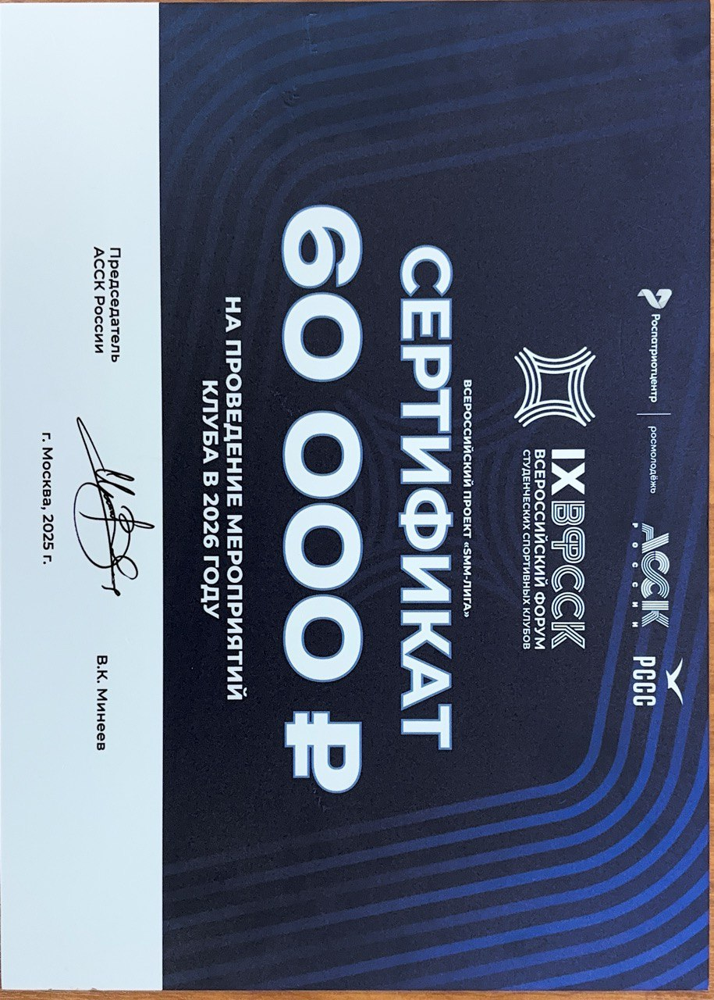 Роспатриотцентр
росмолодёжь
АССК
РОССИИ
РССС
IX ВФССК
ВСЕРОССИЙСКИЙ ФОРУМ
СТУДЕНЧЕСКИХ СПОРТИВНЫХ КЛУБОВ
ВСЕРОССИЙСКИЙ ПРОЕКТ «SMM-ЛИГА»
СЕРТИФИКАТ
60 000 ₽
НА ПРОВЕДЕНИЕ МЕРОПРИЯТИЙ
КЛУБА В 2026 ГОДУ
Председатель
АССК России
В.К. Минеев
г. Москва, 2025 г.